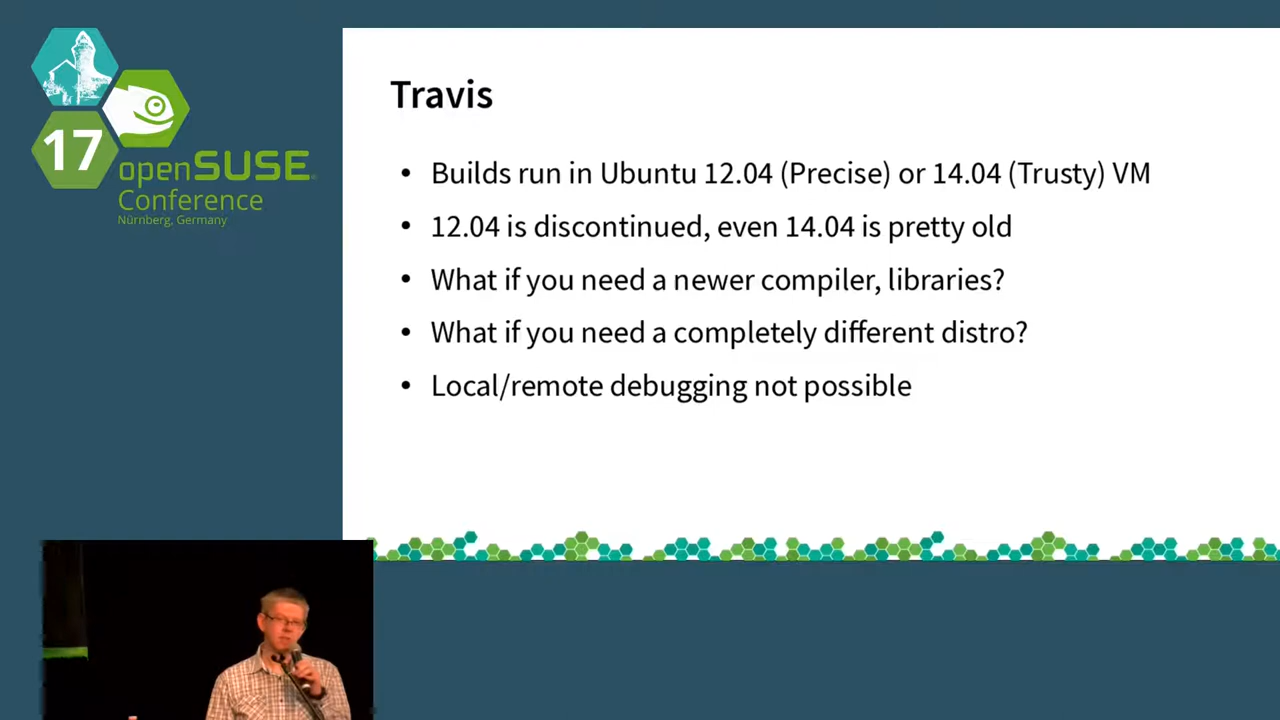 17
openSUSE
Conference
Nürnberg, Germany
Travis
• Builds run in Ubuntu 12.04 (Precise) or 14.04 (Trusty) VM
• 12.04 is discontinued, even 14.04 is pretty old
• What if you need a newer compiler, libraries?
• What if you need a completely different distro?
• Local/remote debugging not possible